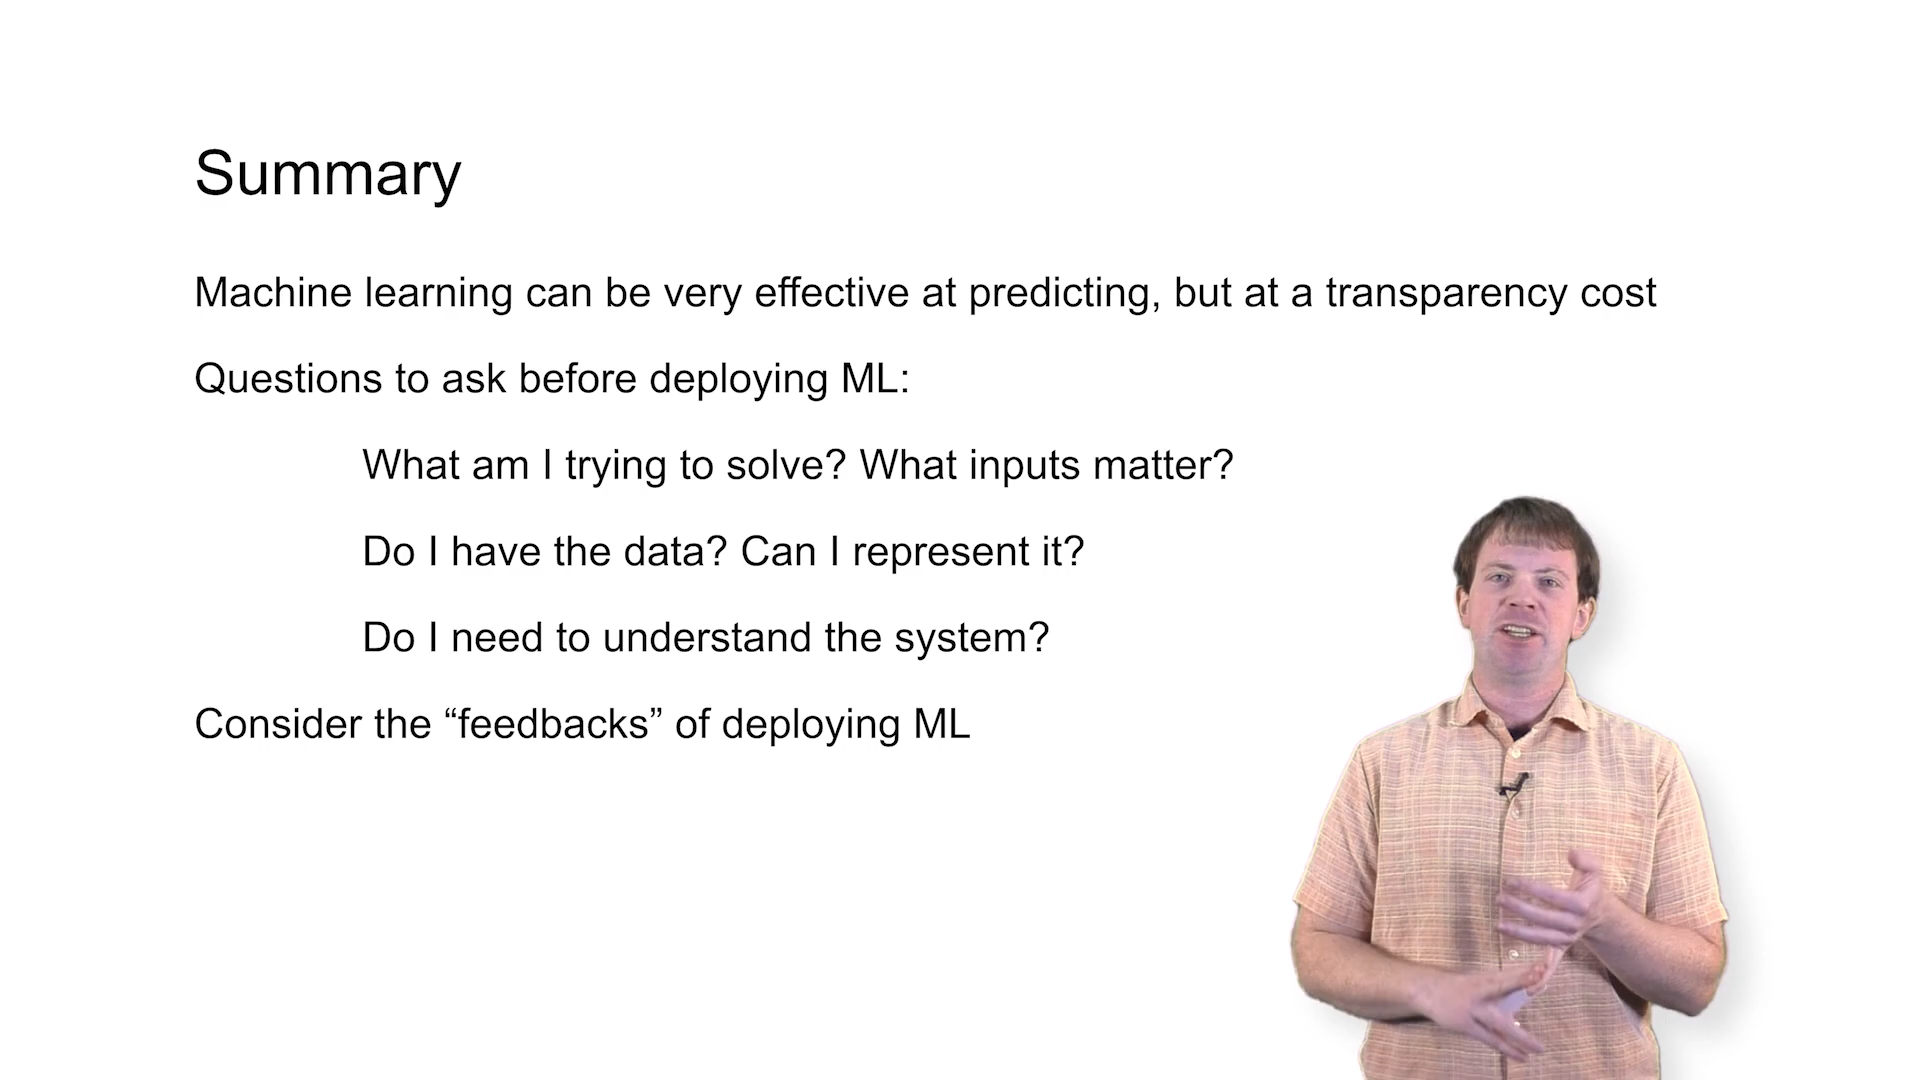 Summary
Machine learning can be very effective at predicting, but at a transparency cost
Questions to ask before deploying ML:
What am I trying to solve? What inputs matter?
Do I have the data? Can I represent it?
Do I need to understand the system?
Consider the “feedbacks” of deploying ML